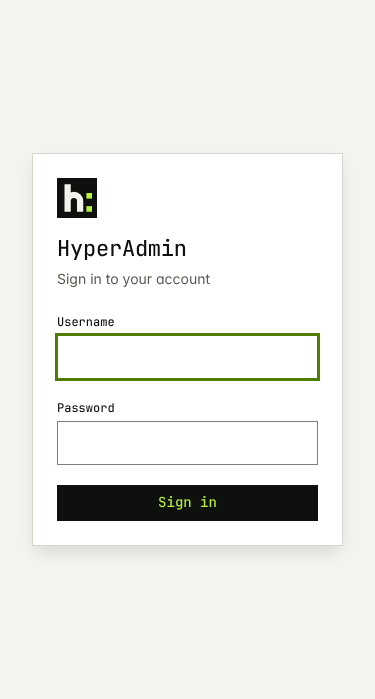 h:
HyperAdmin
Sign in to your account
Username
Password
Sign in